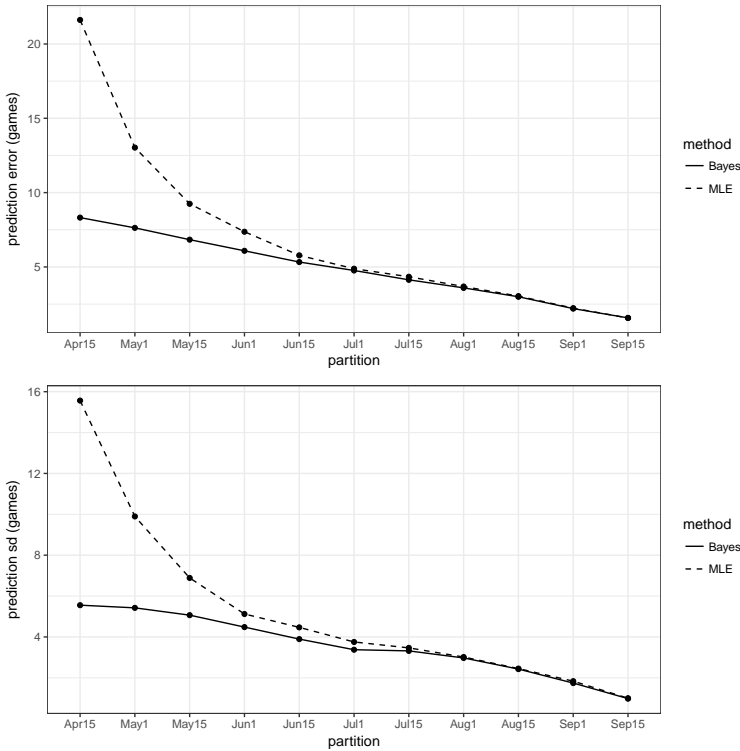 prediction error (games)
20
15
10
5
Apr15 May1 May15 Jun1 Jun15 Jul1 Jul15 Aug1 Aug15 Sep1 Sep15
partition
method
Bayes
MLE
prediction sd (games)
16
12
8
4
Apr15 May1 May15 Jun1 Jun15 Jul1 Jul15 Aug1 Aug15 Sep1 Sep15
partition
method
Bayes
MLE